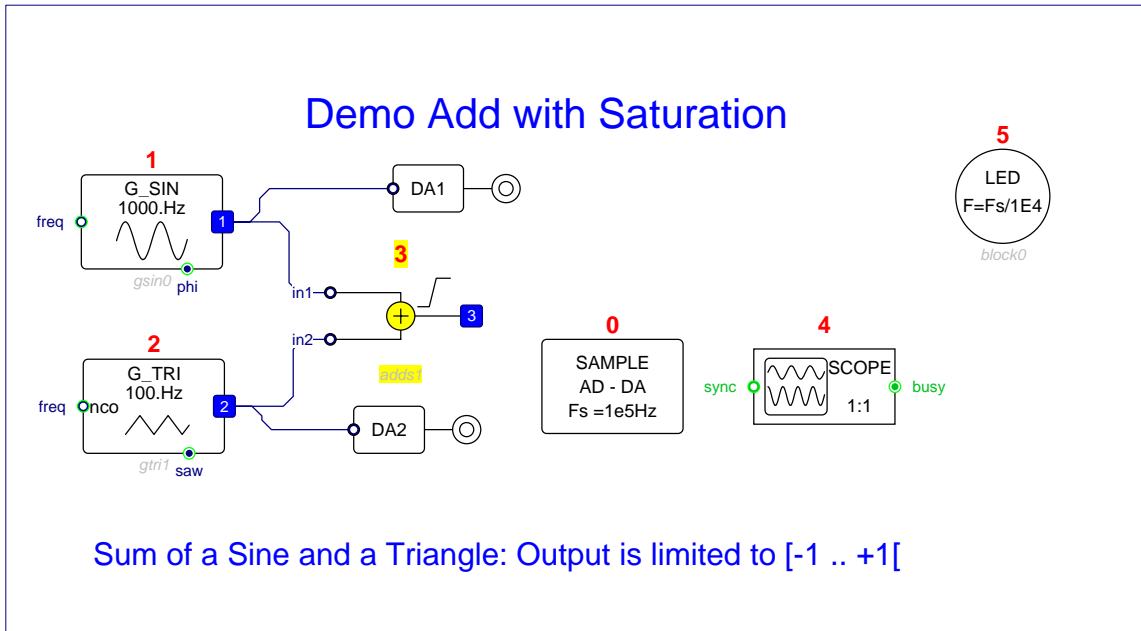 Demo Add with Saturation
1
G_SIN
1000.Hz
freq
1
gsin0
phi
DA1
5
LED
F=Fs/1E4
block0
3
in1
+
3
in2
adds1
2
G_TRI
100.Hz
freq
nco
2
gtri1
saw
DA2
0
SAMPLE
AD - DA
Fs =1e5Hz
4
sync
SCOPE
1:1
busy
Sum of a Sine and a Triangle: Output is limited to [-1 .. +1[